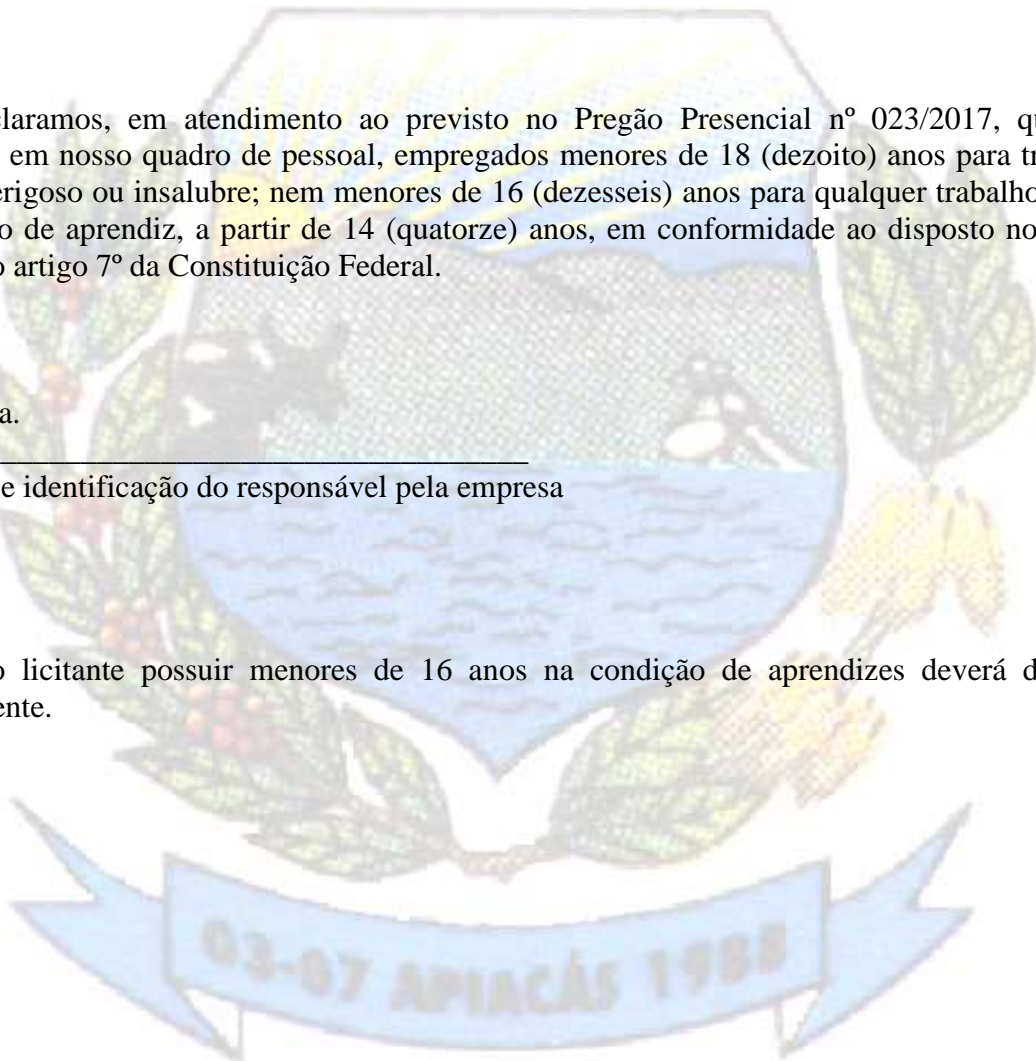 claramos, em atendimento ao previsto no Pregão Presencial nº 023/2017, qu
em nosso quadro de pessoal, empregados menores de 18 (dezoito) anos para tr
erigoso ou insalubre; nem menores de 16 (dezesseis) anos para qualquer trabalho
o de aprendiz, a partir de 14 (quatorze) anos, em conformidade ao disposto no
o artigo 7º da Constituição Federal.
a.
__________________________________
e identificação do responsável pela empresa
o licitante possuir menores de 16 anos na condição de aprendizes deverá d
ente.
03-07 APIACÁS 1988